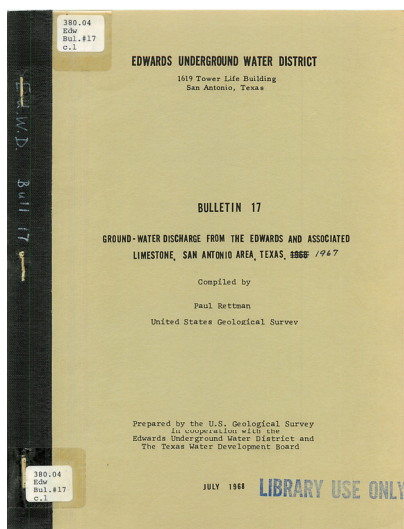 380.04
Edw
Bul.#17
c.1
E.U.W.D. Bull 17
EDWARDS UNDERGROUND WATER DISTRICT
1619 Tower Life Building
San Antonio, Texas
BULLETIN 17
GROUND-WATER DISCHARGE FROM THE EDWARDS AND ASSOCIATED
LIMESTONE, SAN ANTONIO AREA, TEXAS, 1968 1967
Compiled by
Paul Rettman
United States Geological Survey
Prepared by the U.S. Geological Survey
in cooperation with the
Edwards Underground Water District and
The Texas Water Development Board
380.04
Edw
Bul.#17
c.1
JULY 1968
LIBRARY USE ONLY